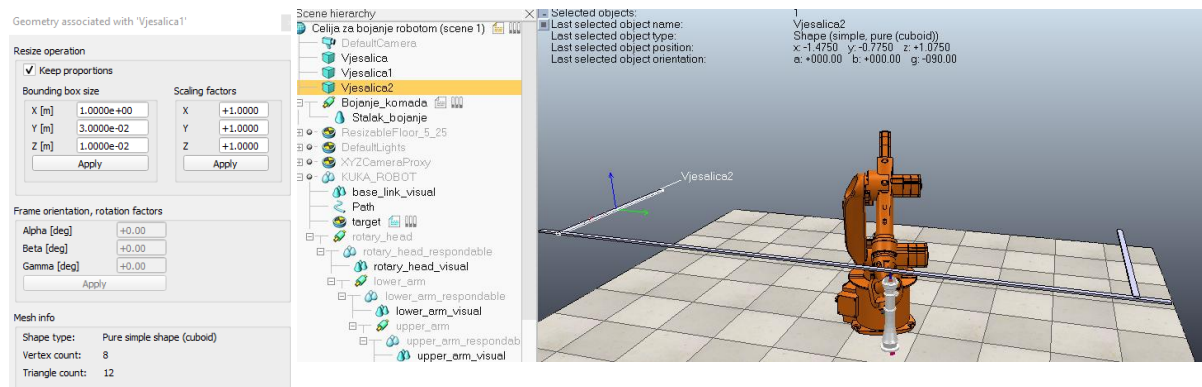 Geometry associated with 'Vjesalica1'
Resize operation
Keep proportions
Bounding box size
Scaling factors
X [m] 1.0000e+00
X +1.0000
Y [m] 3.0000e-02
Y +1.0000
Z [m] 1.0000e-02
Z +1.0000
Apply
Apply
Frame orientation, rotation factors
Alpha [deg] +0.00
Beta [deg] +0.00
Gamma [deg] +0.00
Apply
Mesh info
Shape type: Pure simple shape (cuboid)
Vertex count: 8
Triangle count: 12
Scene hierarchy
Celija za bojanje robotom (scene 1)
DefaultCamera
Vjesalica
Vjesalica1
Vjesalica2
Bojanje_komada
Stalak_bojanje
ResizableFloor_5_25
DefaultLights
XYZCameraProxy
KUKA_ROBOT
base_link_visual
Path
target
rotary_head
rotary_head_respondable
rotary_head_visual
lower_arm
lower_arm_respondable
lower_arm_visual
upper_arm
upper_arm_respondab
upper_arm_visual
Selected objects: 1
Last selected object name: Vjesalica2
Last selected object type: Shape (simple, pure (cuboid))
Last selected object position: x: -1.4750 y: -0.7750 z: +1.0750
Last selected object orientation: a: +000.00 b: +000.00 g: -090.00
Vjesalica2